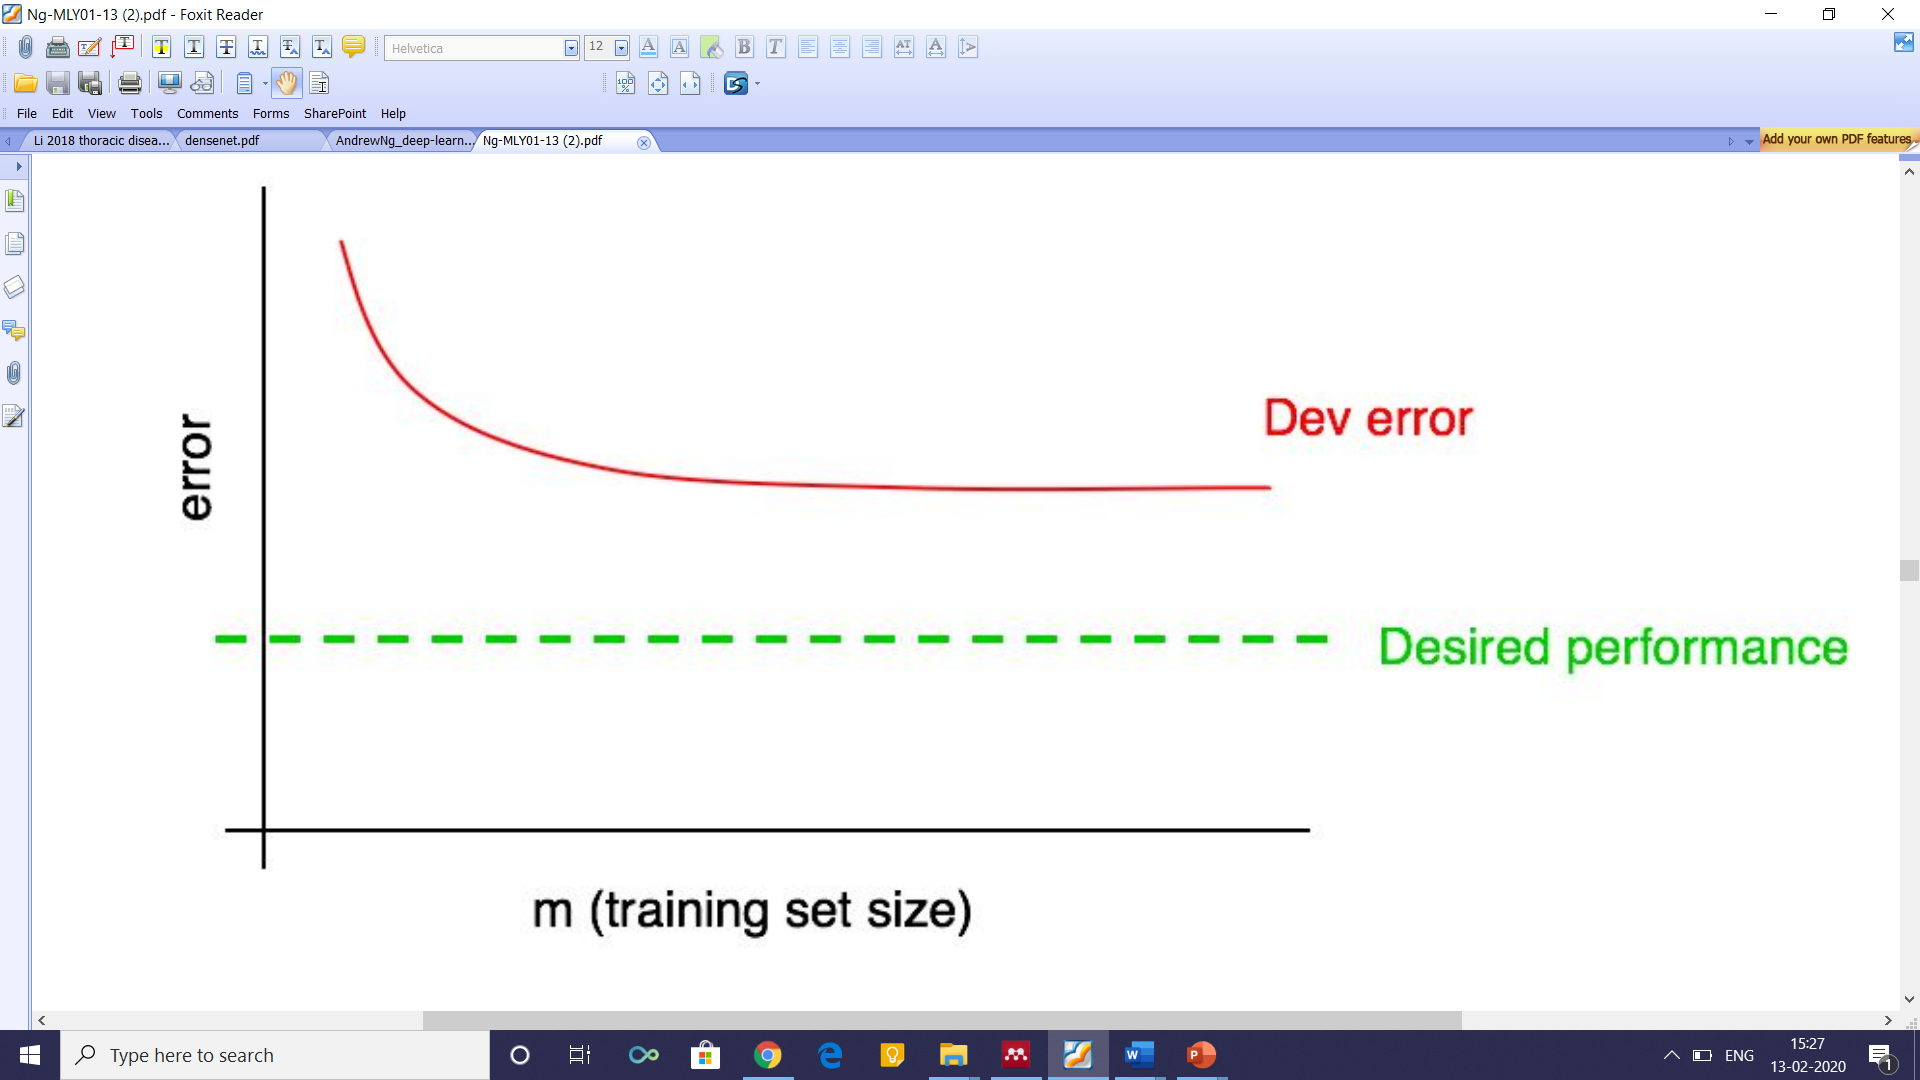 Ng-MLY01-13 (2).pdf - Foxit Reader
Helvetica
12
File Edit View Tools Comments Forms SharePoint Help
Li 2018 thoracic disea...
densenet.pdf
AndrewNg_deep-learn...
Ng-MLY01-13 (2).pdf
Add your own PDF features
error
Dev error
Desired performance
m (training set size)
Type here to search
ENG
15:27
13-02-2020
1